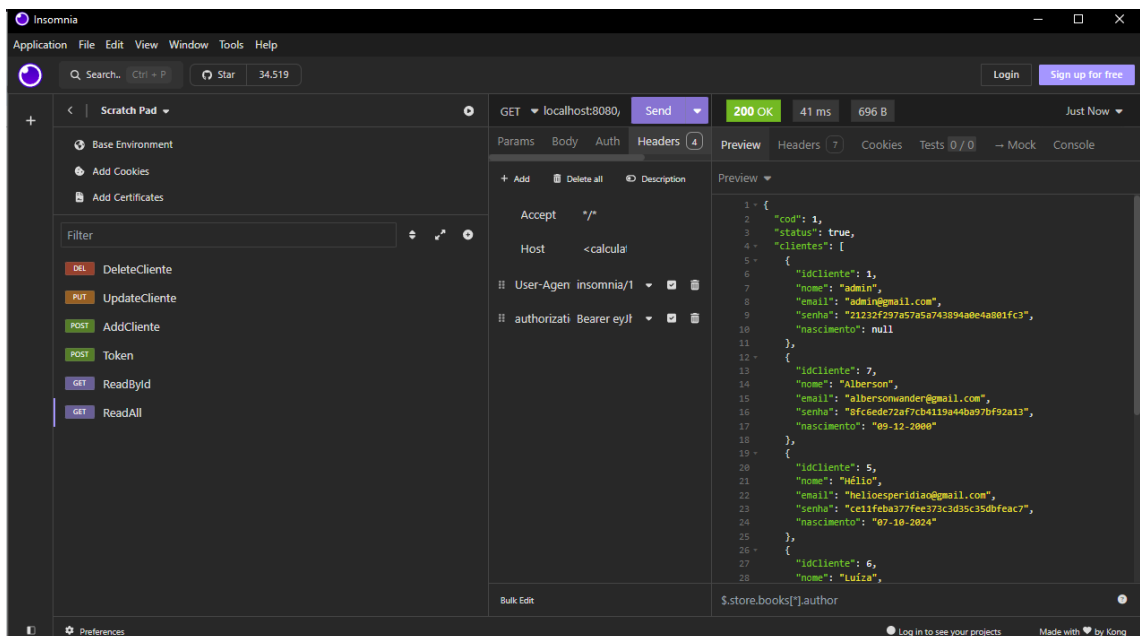 Insomnia
Application File Edit View Window Tools Help
Search.. Ctrl + P Star 34.519 Login Sign up for free
Scratch Pad
Base Environment
Add Cookies
Add Certificates
Filter
DEL DeleteCliente
PUT UpdateCliente
POST AddCliente
POST Token
GET ReadById
GET ReadAll
Preferences
GET localhost:8080/ Send
Params Body Auth Headers 4
+ Add Delete all Description
Accept */*
Host <calculat
User-Agen insomnia/1
authorizati Bearer eyJh
Bulk Edit
200 OK 41 ms 696 B Just Now
Preview Headers 7 Cookies Tests 0 / 0 → Mock Console
Preview
1 {
2 "cod": 1,
3 "status": true,
4 "clientes": [
5 {
6 "idCliente": 1,
7 "nome": "admin",
8 "email": "admin@gmail.com",
9 "senha": "21232f297a57a5a743894a0e4a801fc3",
10 "nascimento": null
11 },
12 {
13 "idCliente": 7,
14 "nome": "Alberson",
15 "email": "albersonwander@gmail.com",
16 "senha": "8fc6ede72af7cb4119a44ba97bf92a13",
17 "nascimento": "09-12-2000"
18 },
19 {
20 "idCliente": 5,
21 "nome": "Hélio",
22 "email": "helioesperidiao@gmail.com",
23 "senha": "ce11feba377fee373c3d35c35dbfeac7",
24 "nascimento": "07-10-2024"
25 },
26 {
27 "idCliente": 6,
28 "nome": "Luíza",
$.store.books[*].author
Log in to see your projects Made with ♥ by Kong